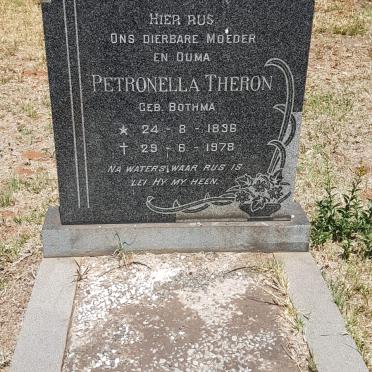 HIER RUS
ONS DIERBARE MOEDER
EN OUMA
PETRONELLA THERON
GEB. BOTHMA
★ 24 - 8 - 1896
✝ 29 - 6 - 1978
NA WATERS WAAR RUS IS
LEI HY MY HEEN.